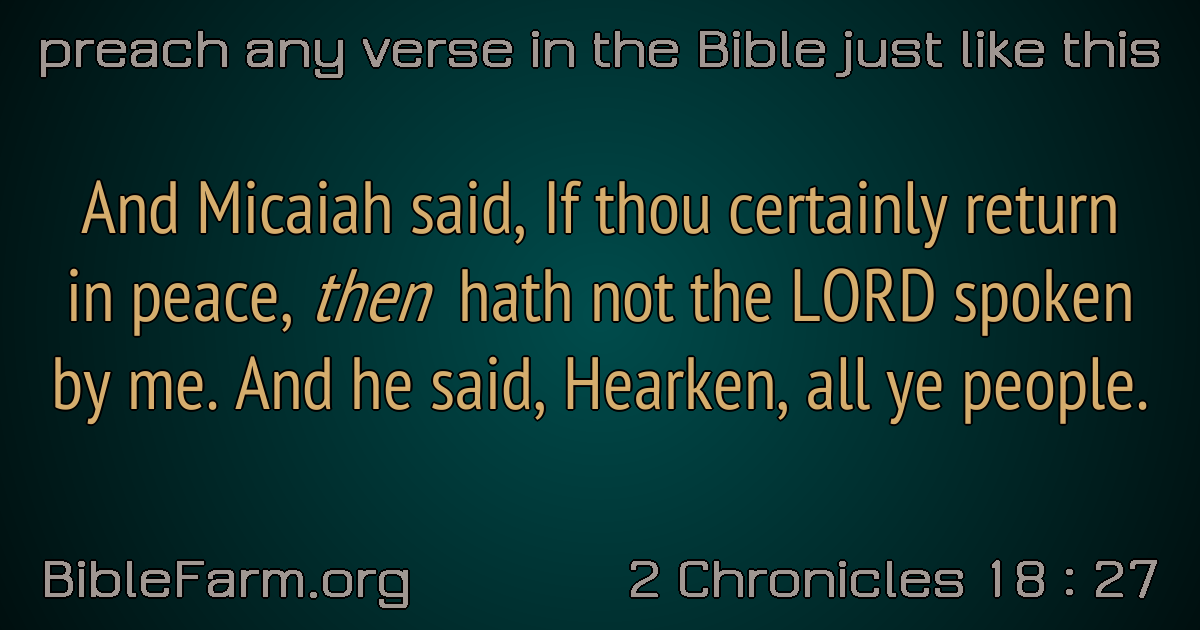 preach any verse in the Bible just like this
And Micaiah said, If thou certainly return
in peace, then hath not the LORD spoken
by me. And he said, Hearken, all ye people.
BibleFarm.org
2 Chronicles 18 : 27